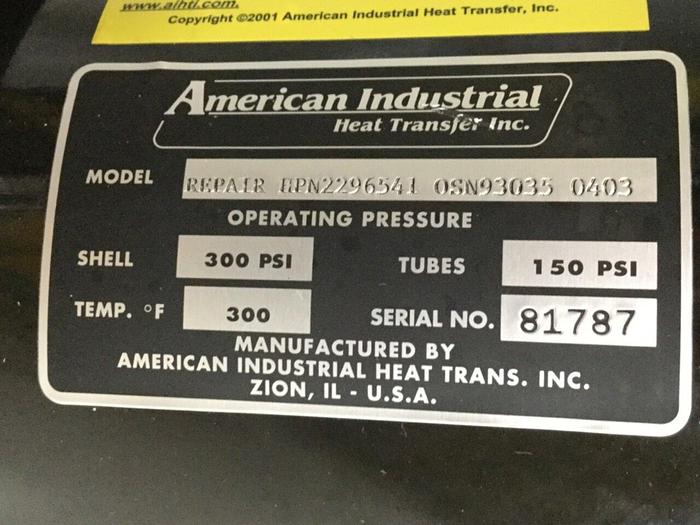 www.aihti.com.
Copyright ©2001 American Industrial Heat Transfer, Inc.
American Industrial
Heat Transfer Inc.
MODEL REPAIR HPN2296541 OSN93035 0403
OPERATING PRESSURE
SHELL 300 PSI TUBES 150 PSI
TEMP. °F 300 SERIAL NO. 81787
MANUFACTURED BY
AMERICAN INDUSTRIAL HEAT TRANS. INC.
ZION, IL - U.S.A.